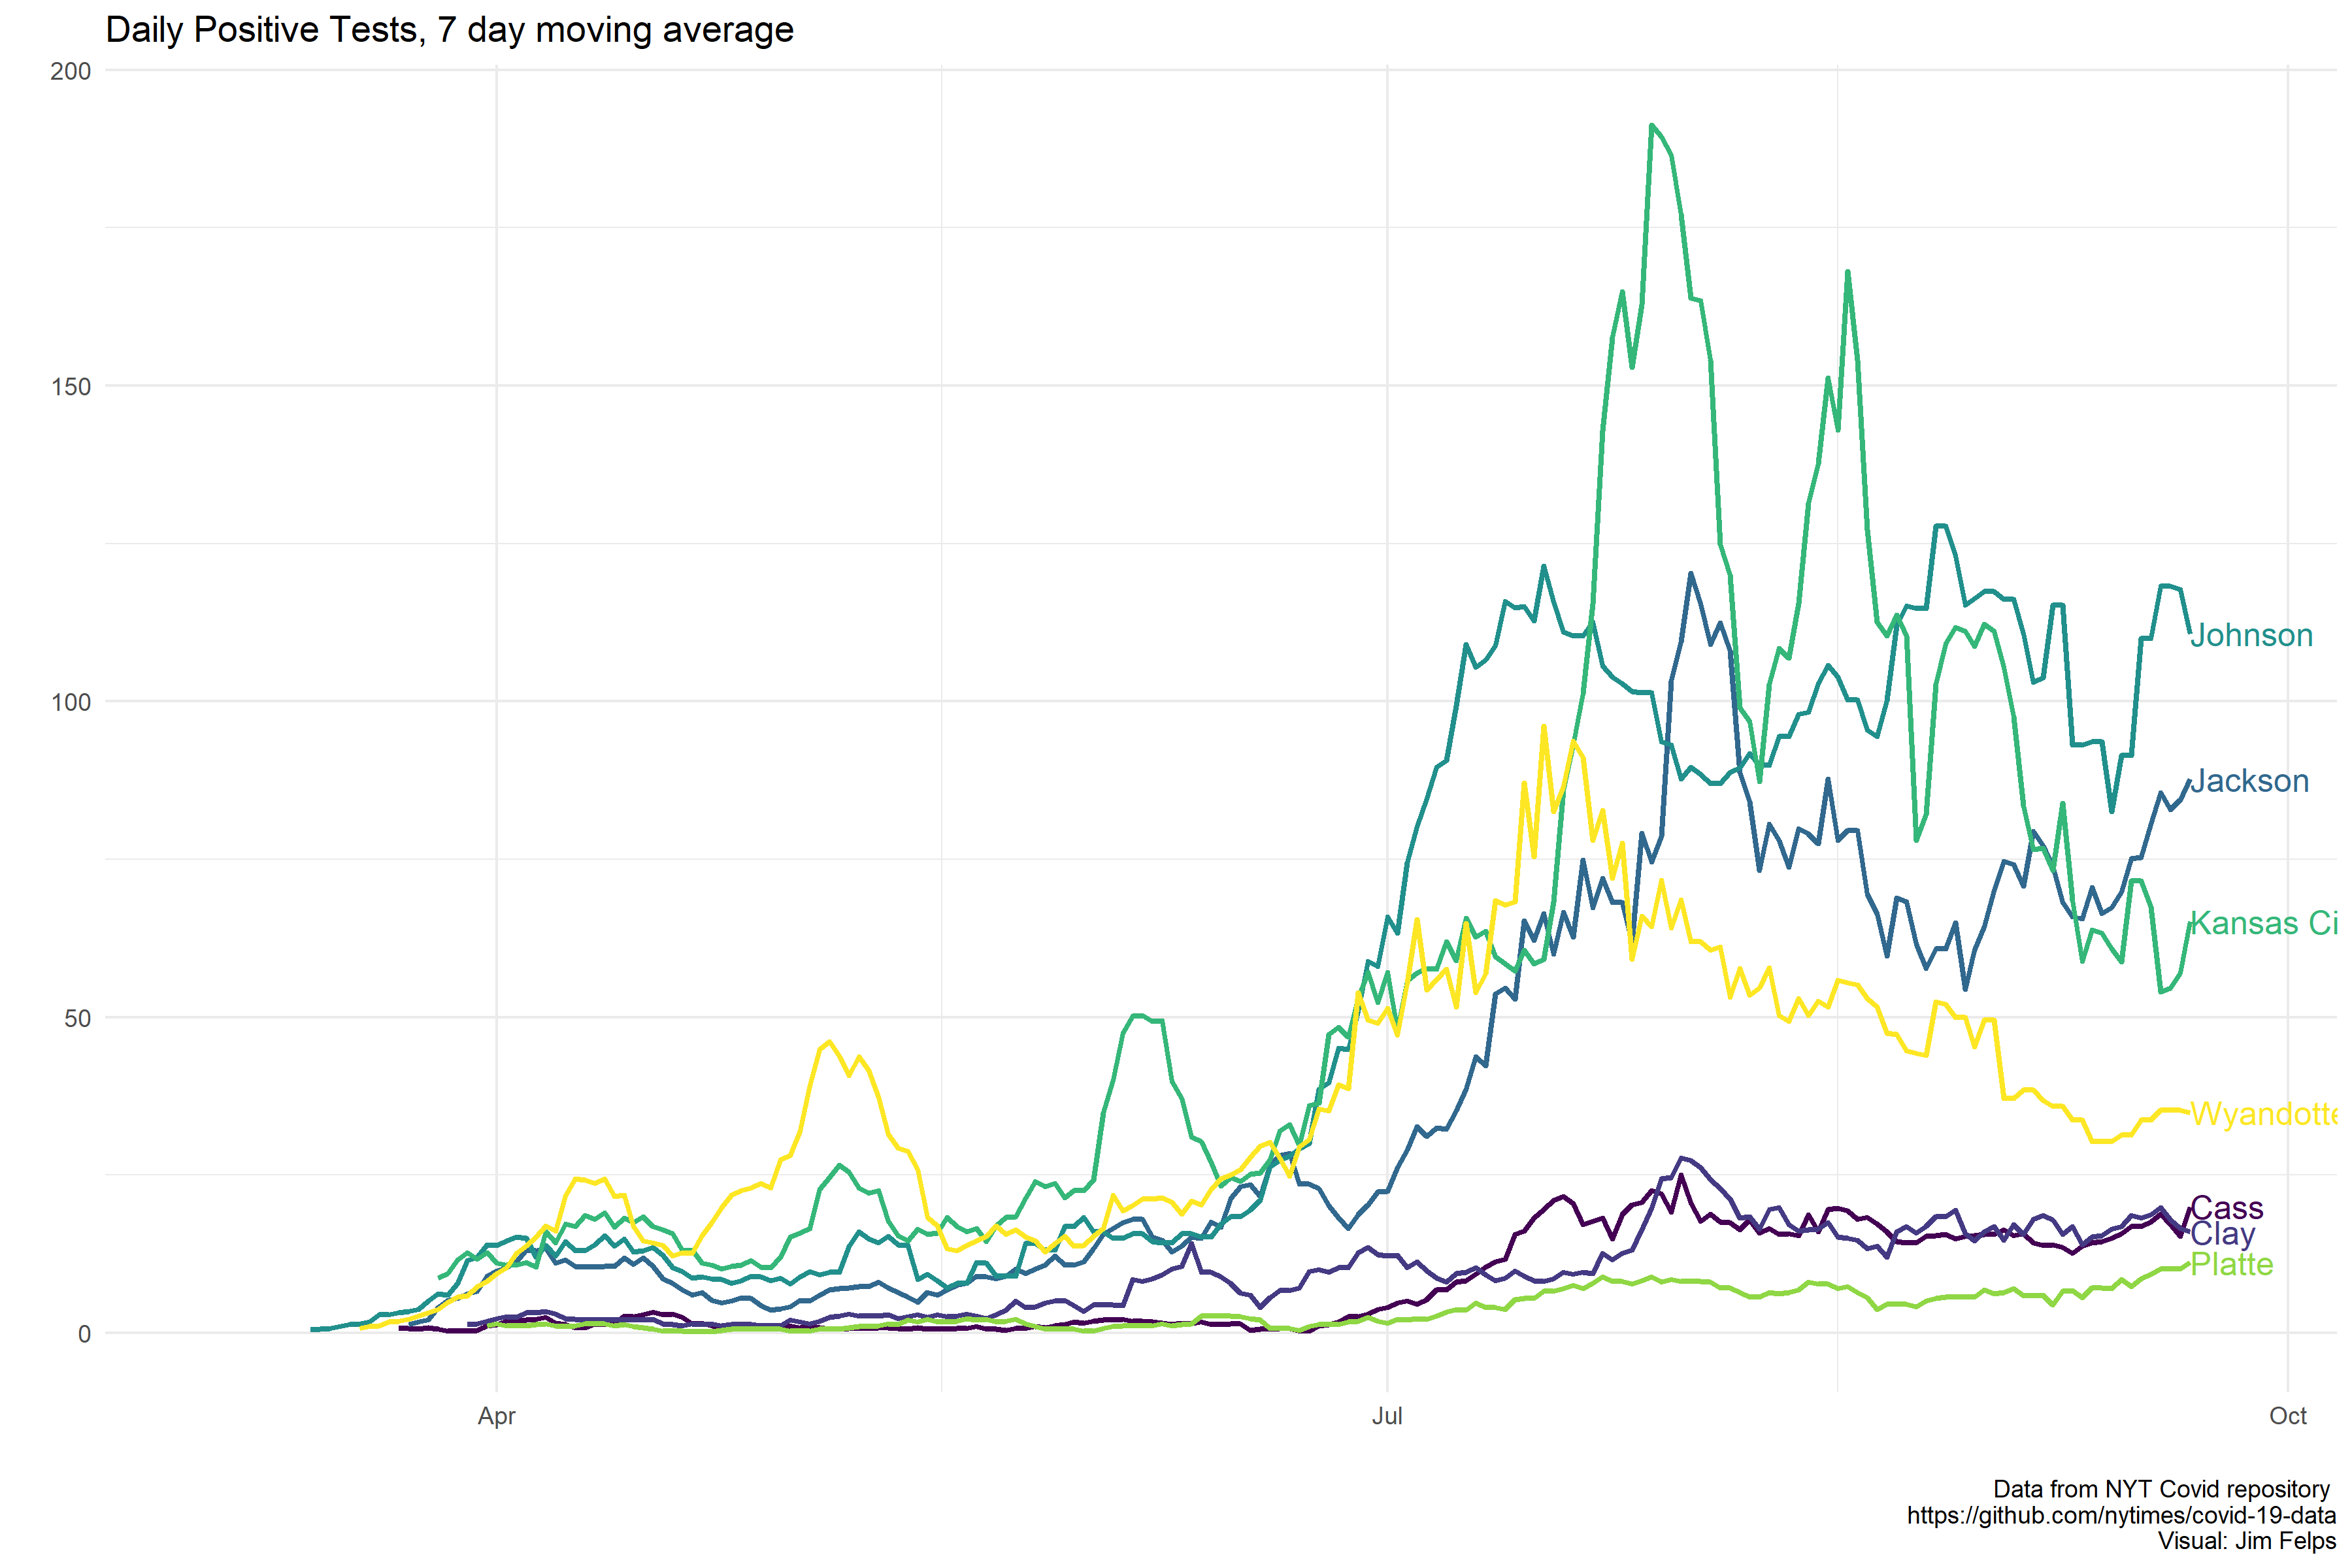 Daily Positive Tests, 7 day moving average
200
150
100
50
0
Johnson
Jackson
Kansas Ci
Wyandotte
Cass
Clay
Platte
Apr
Jul
Oct
Data from NYT Covid repository
https://github.com/nytimes/covid-19-data
Visual: Jim Felps